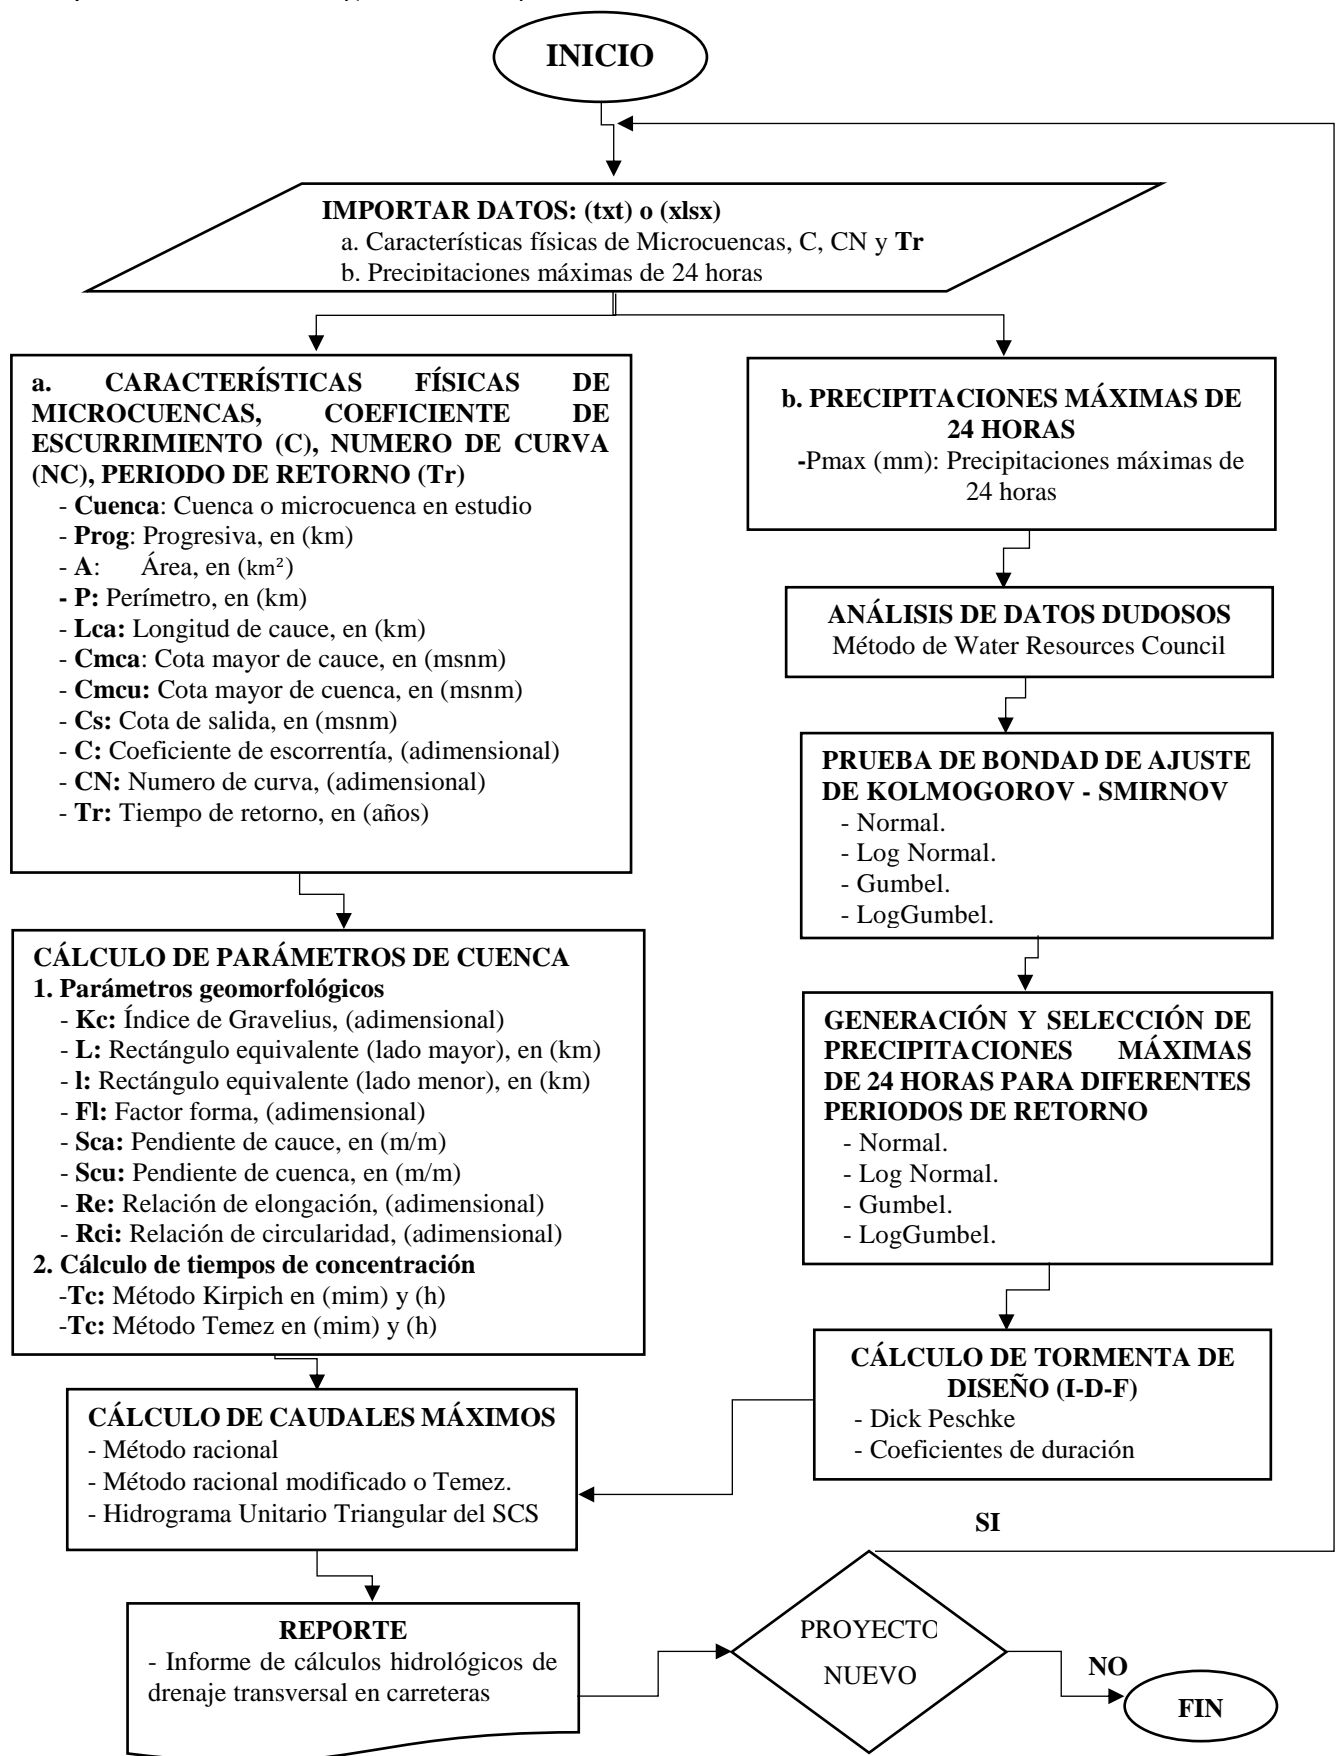 INICIO
IMPORTAR DATOS: (txt) o (xlsx)
a. Características físicas de Microcuencas, C, CN y Tr
b. Precipitaciones máximas de 24 horas
a. CARACTERÍSTICAS FÍSICAS DE
MICROCUENCAS, COEFICIENTE DE
ESCURRIMIENTO (C), NUMERO DE CURVA
(NC), PERIODO DE RETORNO (Tr)
- Cuenca: Cuenca o microcuenca en estudio
- Prog: Progresiva, en (km)
- A: Área, en (km²)
- P: Perímetro, en (km)
- Lca: Longitud de cauce, en (km)
- Cmca: Cota mayor de cauce, en (msnm)
- Cmcu: Cota mayor de cuenca, en (msnm)
- Cs: Cota de salida, en (msnm)
- C: Coeficiente de escorrentía, (adimensional)
- CN: Numero de curva, (adimensional)
- Tr: Tiempo de retorno, en (años)
b. PRECIPITACIONES MÁXIMAS DE
24 HORAS
-Pmax (mm): Precipitaciones máximas de
24 horas
ANÁLISIS DE DATOS DUDOSOS
Método de Water Resources Council
PRUEBA DE BONDAD DE AJUSTE
DE KOLMOGOROV - SMIRNOV
- Normal.
- Log Normal.
- Gumbel.
- LogGumbel.
CÁLCULO DE PARÁMETROS DE CUENCA
1. Parámetros geomorfológicos
- Kc: Índice de Gravelius, (adimensional)
- L: Rectángulo equivalente (lado mayor), en (km)
- l: Rectángulo equivalente (lado menor), en (km)
- Fl: Factor forma, (adimensional)
- Sca: Pendiente de cauce, en (m/m)
- Scu: Pendiente de cuenca, en (m/m)
- Re: Relación de elongación, (adimensional)
- Rci: Relación de circularidad, (adimensional)
2. Cálculo de tiempos de concentración
-Tc: Método Kirpich en (mim) y (h)
-Tc: Método Temez en (mim) y (h)
GENERACIÓN Y SELECCIÓN DE
PRECIPITACIONES MÁXIMAS
DE 24 HORAS PARA DIFERENTES
PERIODOS DE RETORNO
- Normal.
- Log Normal.
- Gumbel.
- LogGumbel.
CÁLCULO DE TORMENTA DE
DISEÑO (I-D-F)
- Dick Peschke
- Coeficientes de duración
CÁLCULO DE CAUDALES MÁXIMOS
- Método racional
- Método racional modificado o Temez.
- Hidrograma Unitario Triangular del SCS
REPORTE
- Informe de cálculos hidrológicos de
drenaje transversal en carreteras
PROYECTO
NUEVO
SI
NO
FIN